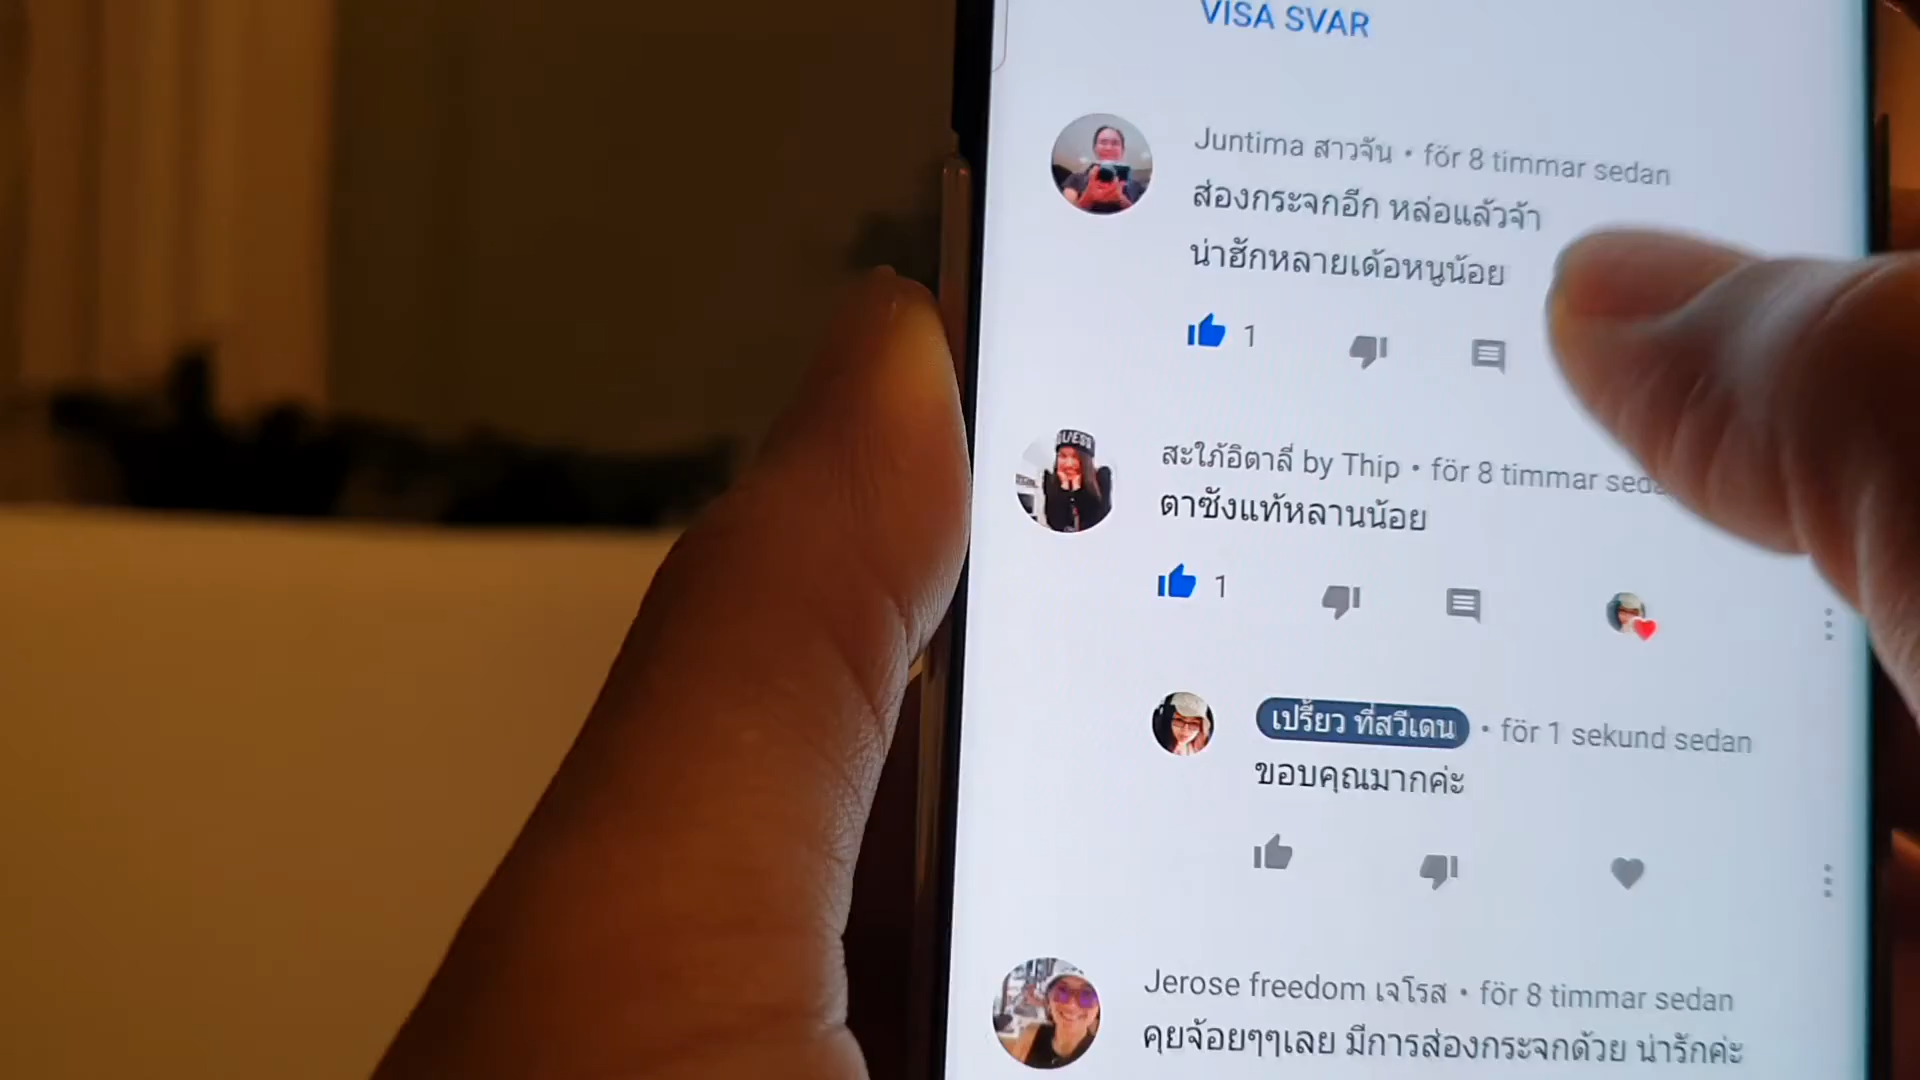 VISA SVAR
Juntima สาวจัน • för 8 timmar sedan
ส่องกระจกอีก หล่อแล้วจ้า
น่าฮักหลายเด้อหนูน้อย
1
GUESS
สะใภ้อิตาลี่ by Thip • för 8 timmar
ตาซังแท้หลานน้อย
1
เปรี้ยว ที่สวีเดน • för 1 sekund sedan
ขอบคุณมากค่ะ
Jerose freedom เจโรส • för 8 timmar sedan
คุยจ้อยๆๆเลย มีการส่องกระจกด้วย น่ารักค่ะ